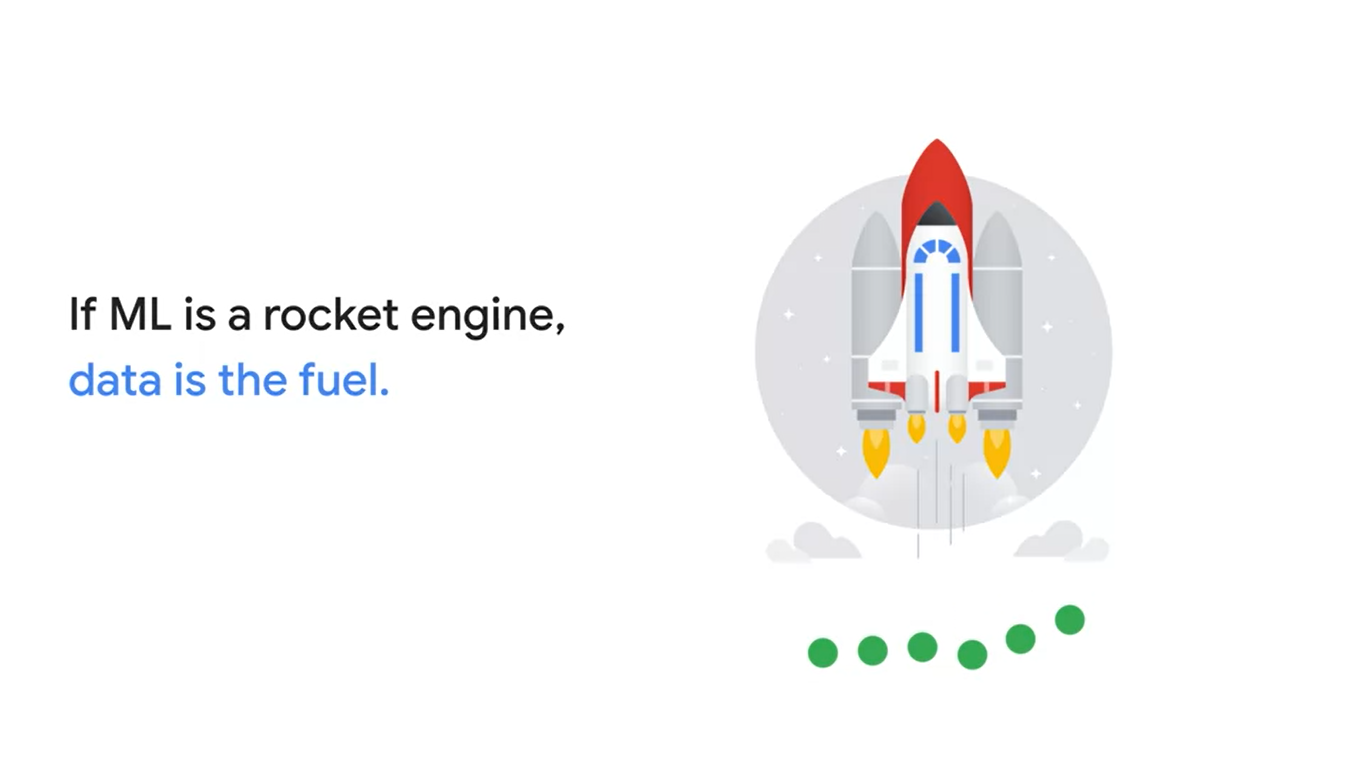 If ML is a rocket engine,
data is the fuel.